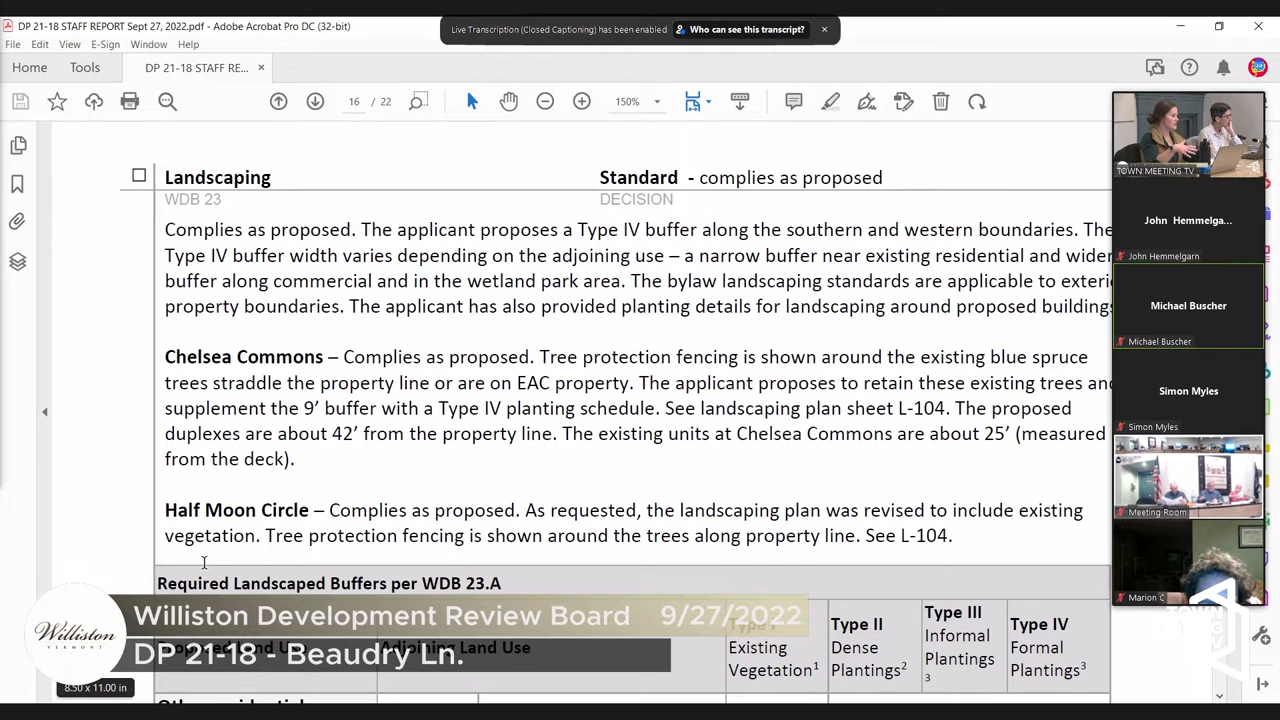 DP 21-18 STAFF REPORT Sept 27, 2022.pdf - Adobe Acrobat Pro DC (32-bit)
Live Transcription (Closed Captioning) has been enabled Who can see this transcript?
File Edit View E-Sign Window Help
Home Tools DP 21-18 STAFF RE...
16 / 22 150%
Landscaping Standard - complies as proposed
WDB 23 DECISION
Complies as proposed. The applicant proposes a Type IV buffer along the southern and western boundaries. The
Type IV buffer width varies depending on the adjoining use – a narrow buffer near existing residential and wider
buffer along commercial and in the wetland park area. The bylaw landscaping standards are applicable to exteri
property boundaries. The applicant has also provided planting details for landscaping around proposed buildings
Chelsea Commons – Complies as proposed. Tree protection fencing is shown around the existing blue spruce
trees straddle the property line or are on EAC property. The applicant proposes to retain these existing trees and
supplement the 9’ buffer with a Type IV planting schedule. See landscaping plan sheet L-104. The proposed
duplexes are about 42’ from the property line. The existing units at Chelsea Commons are about 25’ (measured
from the deck).
Half Moon Circle – Complies as proposed. As requested, the landscaping plan was revised to include existing
vegetation. Tree protection fencing is shown around the trees along property line. See L-104.
Required Landscaped Buffers per WDB 23.A
Adjoining Land Use
Existing
Vegetation1
Type II
Dense
Plantings2
Type III
Informal
Plantings
3
Type IV
Formal
Plantings3
8.50 x 11.00 in
Williston
VERMONT
Williston Development Review Board 9/27/2022
DP 21-18 - Beaudry Ln.
TOWN MEETING TV
John Hemmelga...
John Hemmelgarn
Michael Buscher
Michael Buscher
Simon Myles
Simon Myles
Meeting Room
Marion C